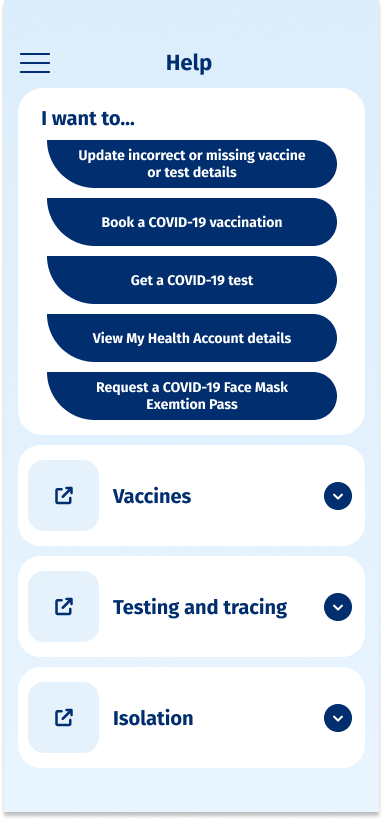 Help
I want to...
Update incorrect or missing vaccine
or test details
Book a COVID-19 vaccination
Get a COVID-19 test
View My Health Account details
Request a COVID-19 Face Mask
Exemtion Pass
Vaccines
Testing and tracing
Isolation